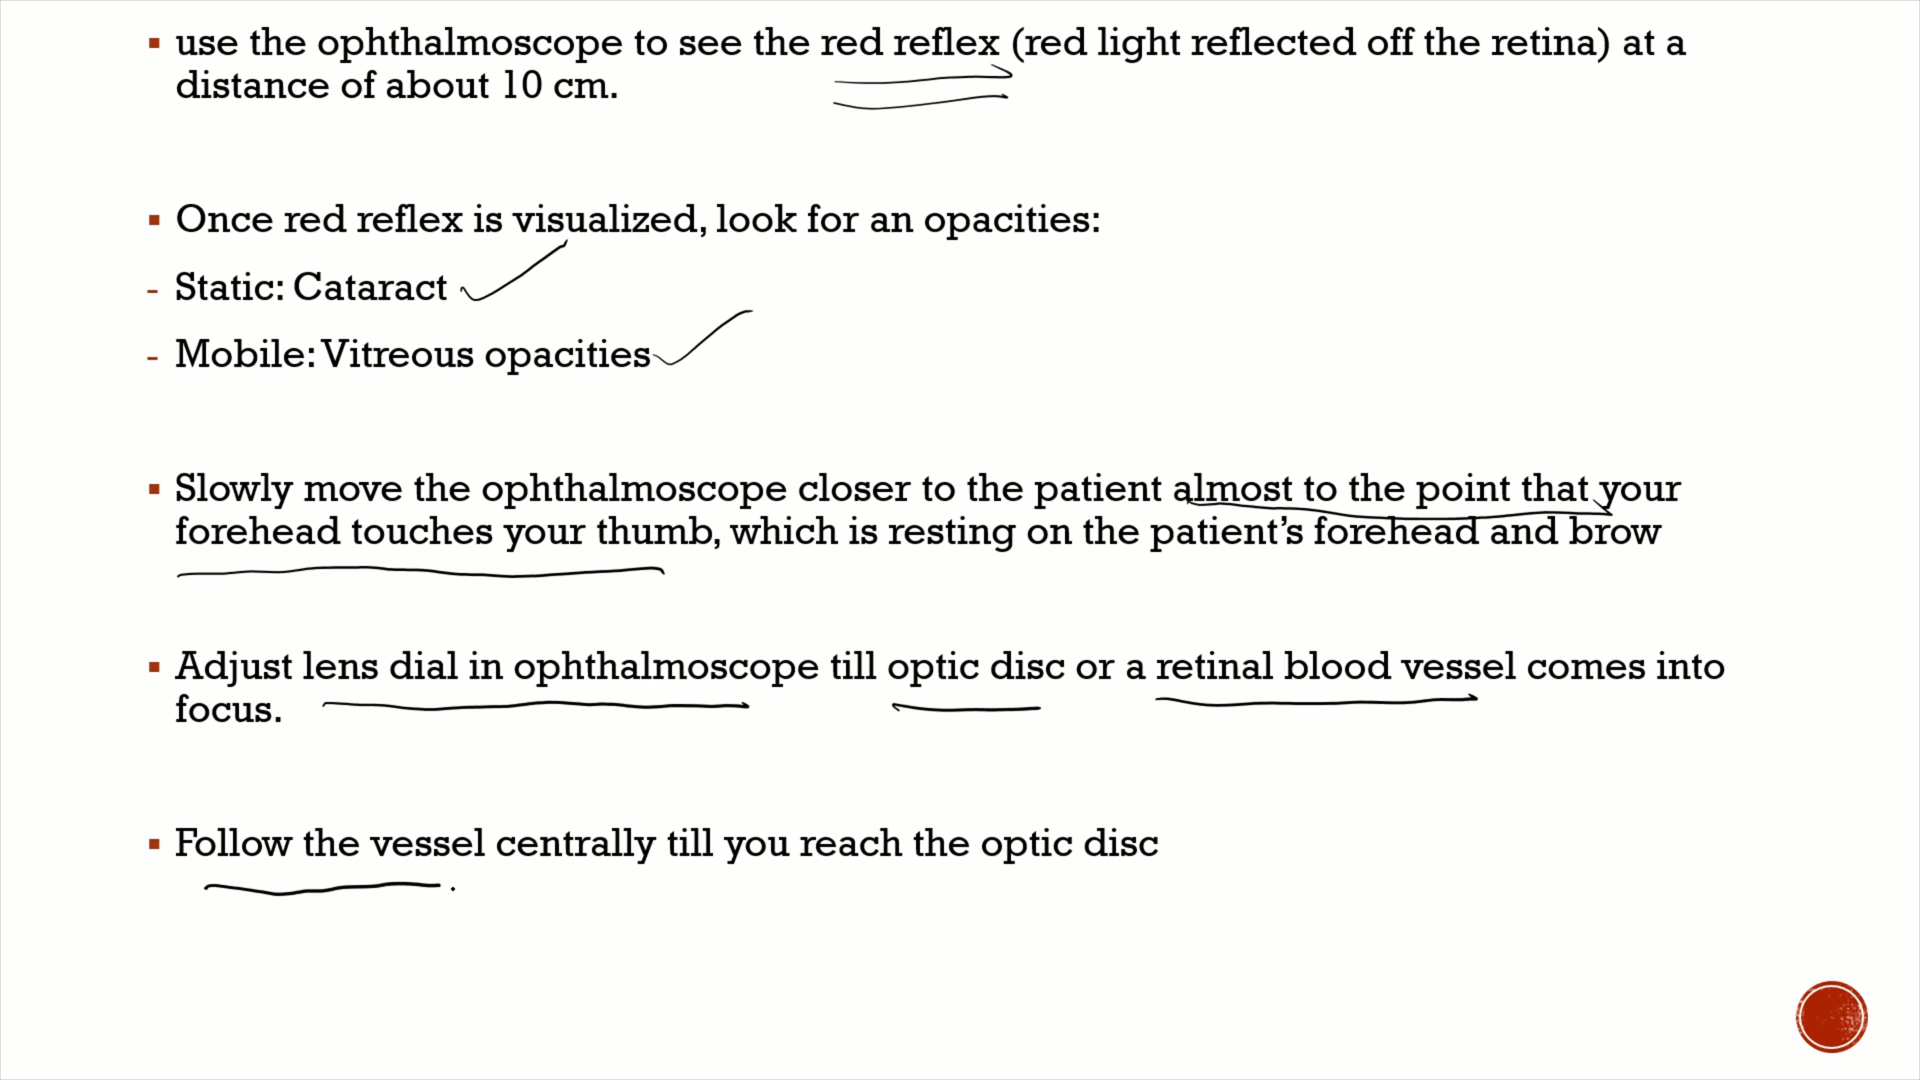 ▪ use the ophthalmoscope to see the red reflex (red light reflected off the retina) at a
distance of about 10 cm.
▪ Once red reflex is visualized, look for an opacities:
- Static: Cataract
- Mobile: Vitreous opacities
▪ Slowly move the ophthalmoscope closer to the patient almost to the point that your
forehead touches your thumb, which is resting on the patient’s forehead and brow
▪ Adjust lens dial in ophthalmoscope till optic disc or a retinal blood vessel comes into
focus.
▪ Follow the vessel centrally till you reach the optic disc